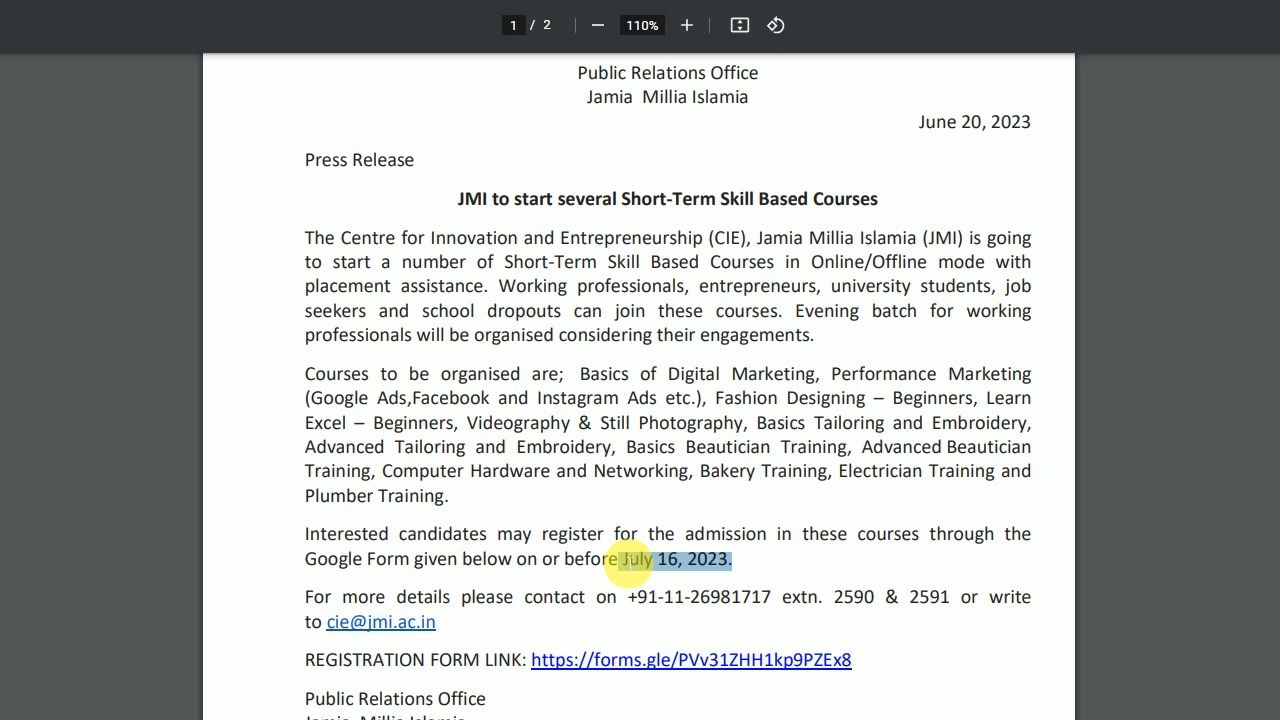 1 / 2 110%
Public Relations Office
Jamia Millia Islamia
June 20, 2023
Press Release
JMI to start several Short-Term Skill Based Courses
The Centre for Innovation and Entrepreneurship (CIE), Jamia Millia Islamia (JMI) is going
to start a number of Short-Term Skill Based Courses in Online/Offline mode with
placement assistance. Working professionals, entrepreneurs, university students, job
seekers and school dropouts can join these courses. Evening batch for working
professionals will be organised considering their engagements.
Courses to be organised are; Basics of Digital Marketing, Performance Marketing
(Google Ads,Facebook and Instagram Ads etc.), Fashion Designing – Beginners, Learn
Excel – Beginners, Videography & Still Photography, Basics Tailoring and Embroidery,
Advanced Tailoring and Embroidery, Basics Beautician Training, Advanced Beautician
Training, Computer Hardware and Networking, Bakery Training, Electrician Training and
Plumber Training.
Interested candidates may register for the admission in these courses through the
Google Form given below on or before July 16, 2023.
For more details please contact on +91-11-26981717 extn. 2590 & 2591 or write
to cie@jmi.ac.in
REGISTRATION FORM LINK: https://forms.gle/PVv31ZHH1kp9PZEx8
Public Relations Office
Jamia Millia Islamia